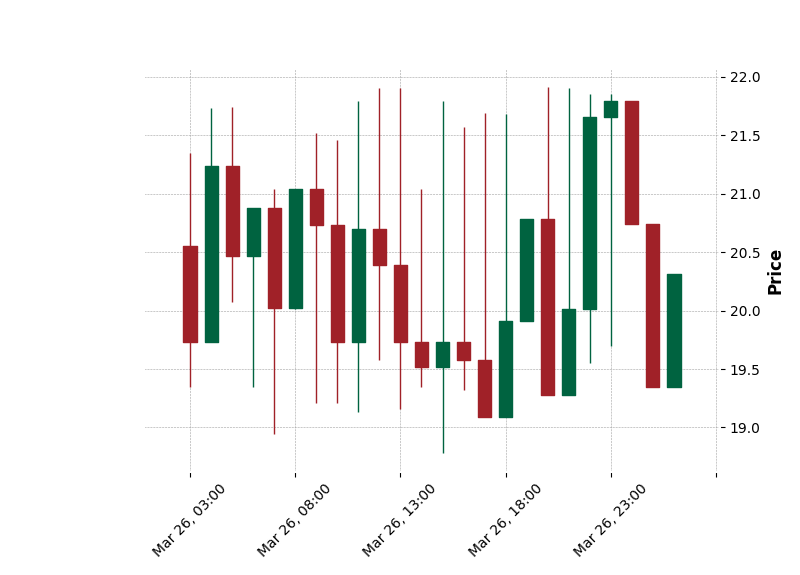 22.0
21.5
21.0
20.5
20.0
19.5
19.0
Price
Mar 26, 03:00
Mar 26, 08:00
Mar 26, 13:00
Mar 26, 18:00
Mar 26, 23:00